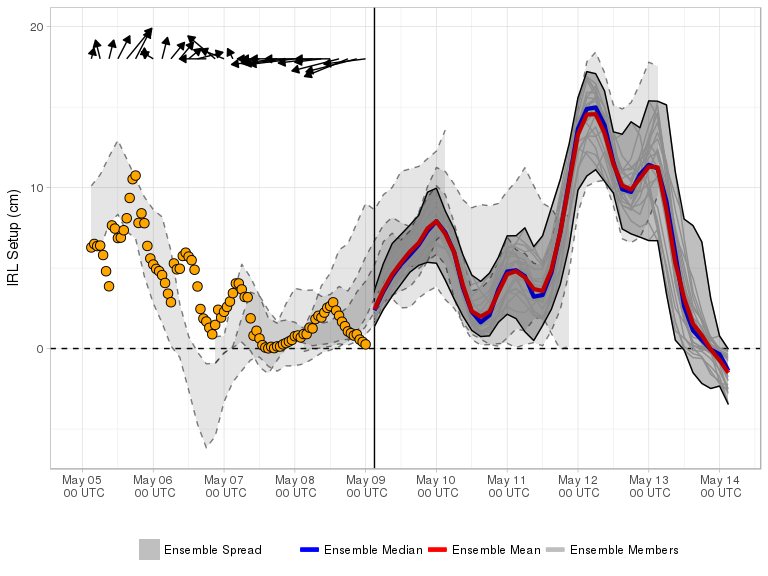 20
10
0
IRL Setup (cm)
May 05 May 06 May 07 May 08 May 09 May 10 May 11 May 12 May 13 May 14
00 UTC 00 UTC 00 UTC 00 UTC 00 UTC 00 UTC 00 UTC 00 UTC 00 UTC 00 UTC
Ensemble Spread Ensemble Median Ensemble Mean Ensemble Members